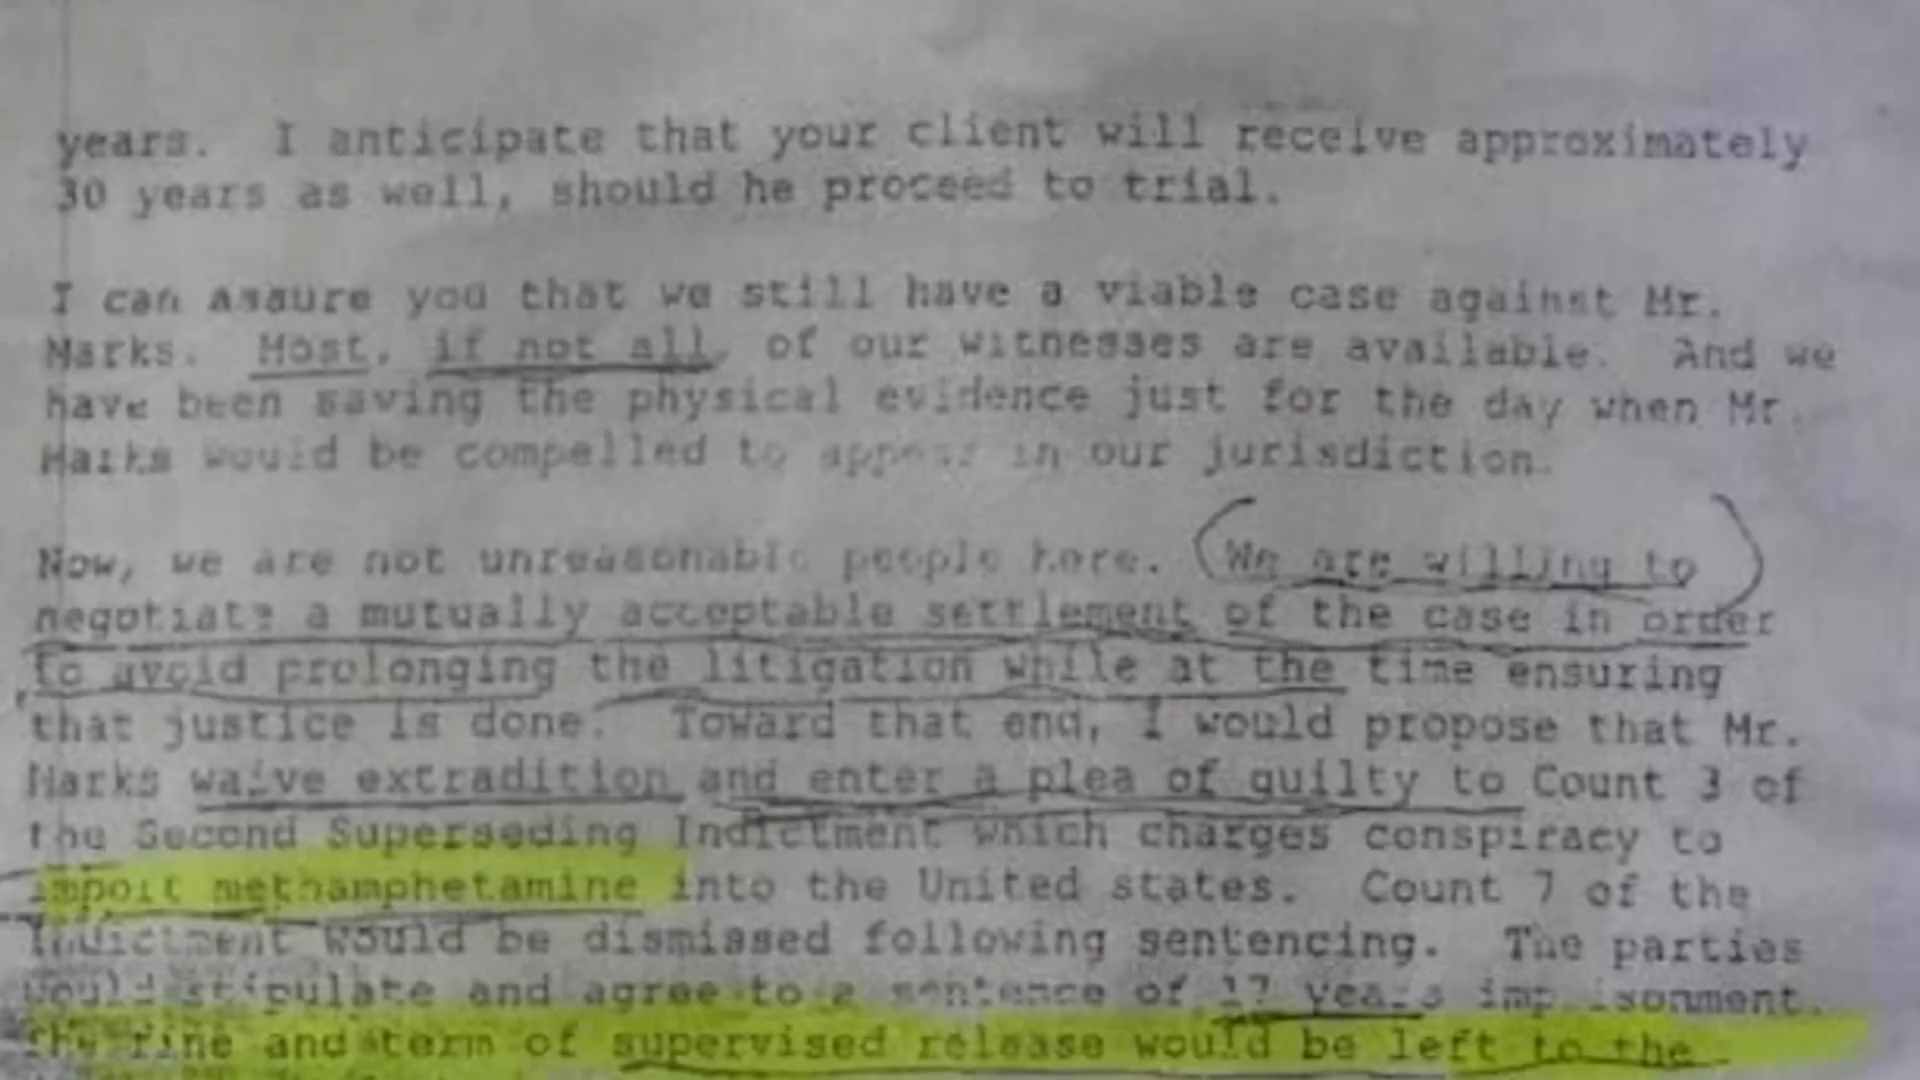 years. I anticipate that your client will receive approximately
30 years as well, should he proceed to trial.
I can assure you that we still have a viable case against Mr.
Marks. Most, if not all, of our witnesses are available. And we
have been saving the physical evidence just for the day when Mr.
Marks would be compelled to appear in our jurisdiction.
Now, we are not unreasonable people here. We are willing to
negotiate a mutually acceptable settlement of the case in order
to avoid prolonging the litigation while at the time ensuring
that justice is done. Toward that end, I would propose that Mr.
Marks waive extradition and enter a plea of guilty to Count 3 of
the Second Superseding Indictment which charges conspiracy to
import methamphetamine into the United states. Count 7 of the
Indictment would be dismissed following sentencing. The parties
would stipulate and agree to a sentence of 17 years imprisonment.
The fine and term of supervised release would be left to the